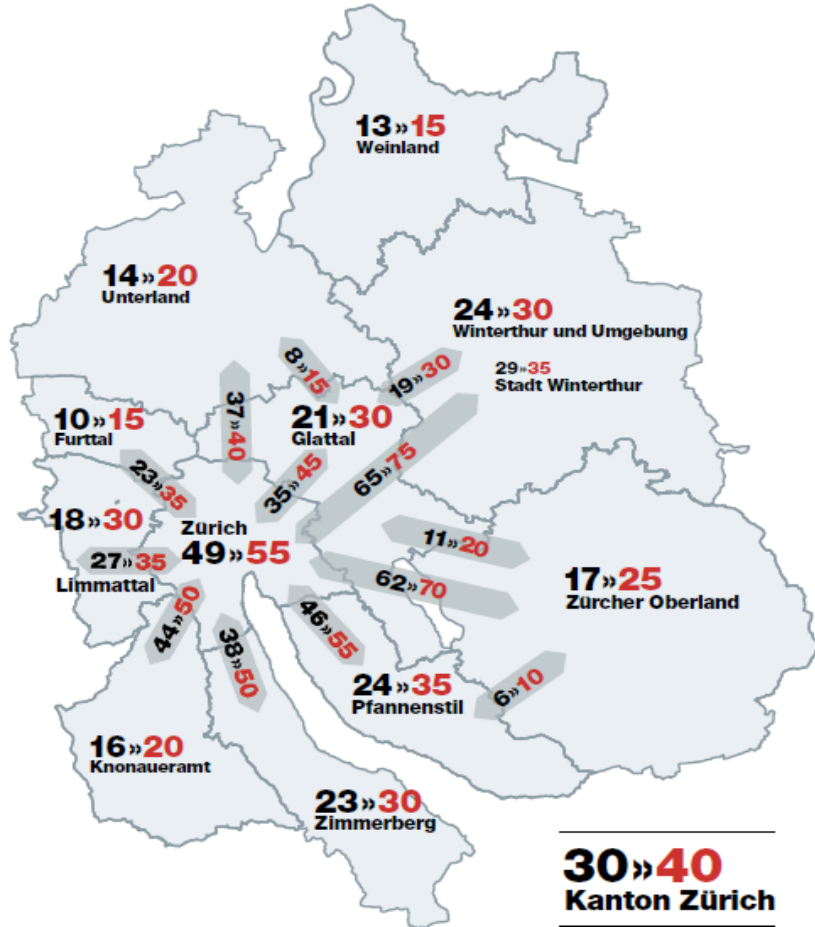 13»15
Weinland
14»20
Unterland
24»30
Winterthur und Umgebung
29»35
Stadt Winterthur
8»15
19»30
37»40
10»15
Furttal
21»30
Glattal
23»35
35»45
65»75
18»30
Zürich
49»55
27»35
Limmattal
11»20
62»70
17»25
Zürcher Oberland
44»50
38»50
46»55
24»35
Pfannenstil
6»10
16»20
Knonaueramt
23»30
Zimmerberg
30»40
Kanton Zürich